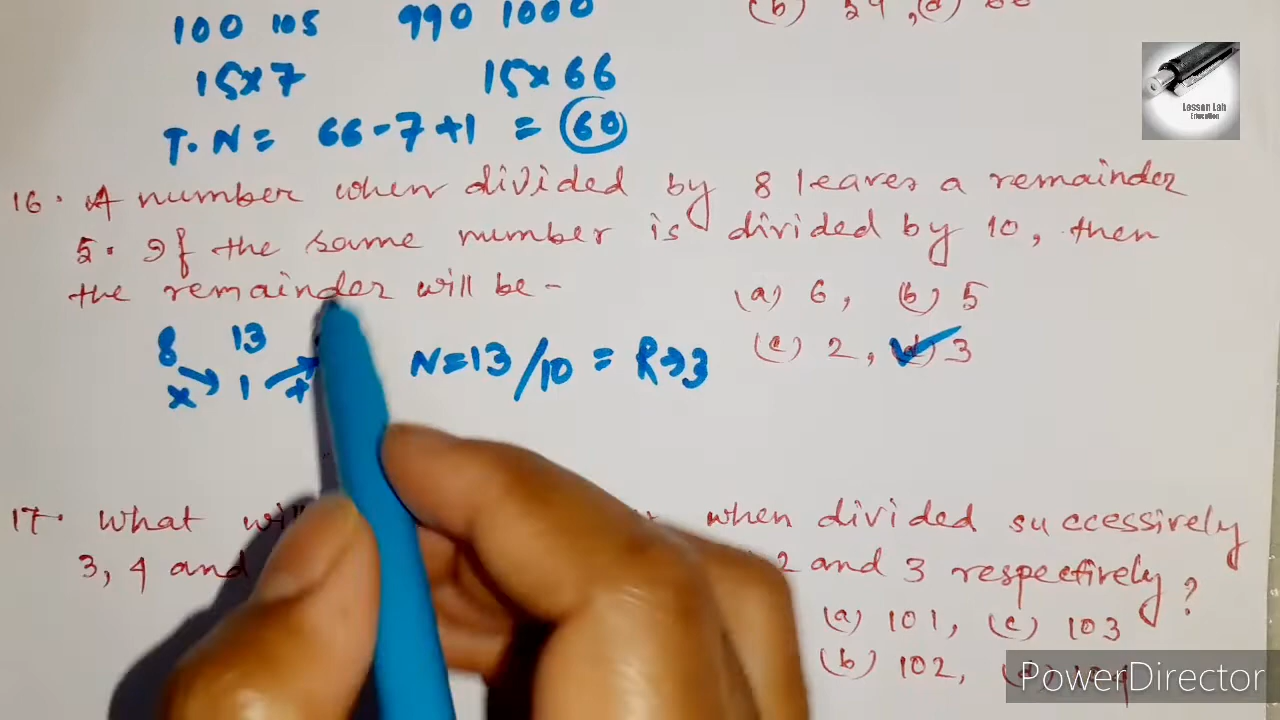 100 105 990 1000
15x7 15x66
T.N = 66-7+1 = 60
Lesson Lab
Education
16. A number when divided by 8 leaves a remainder
5. If the same number is divided by 10, then
the remainder will be -
(a) 6, (b) 5
(c) 2, (d) 3
8 13
x 1 +
N=13/10 = R→3
17. What when divided successively
3, 4 and 2 and 3 respectively?
(a) 101, (c) 103
(b) 102, (d) 104
PowerDirector